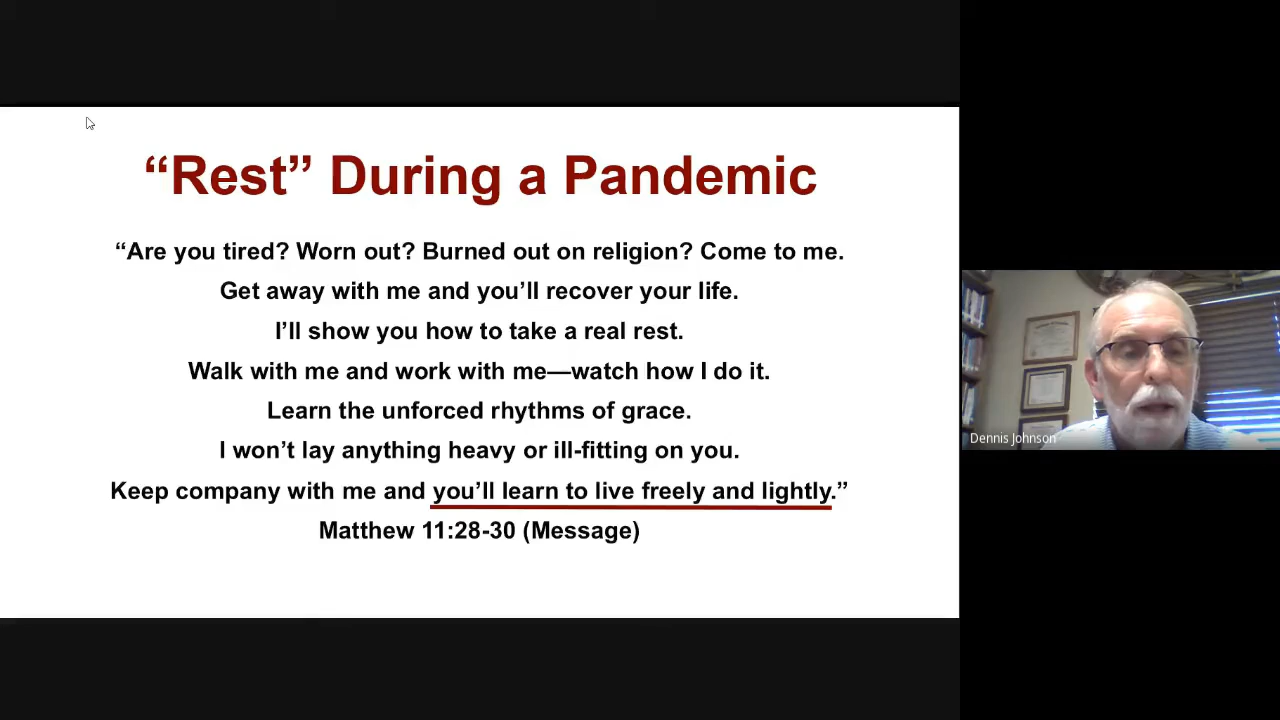 “Rest” During a Pandemic
“Are you tired? Worn out? Burned out on religion? Come to me.
Get away with me and you’ll recover your life.
I’ll show you how to take a real rest.
Walk with me and work with me—watch how I do it.
Learn the unforced rhythms of grace.
I won’t lay anything heavy or ill-fitting on you.
Keep company with me and you’ll learn to live freely and lightly.”
Matthew 11:28-30 (Message)
Dennis Johnson